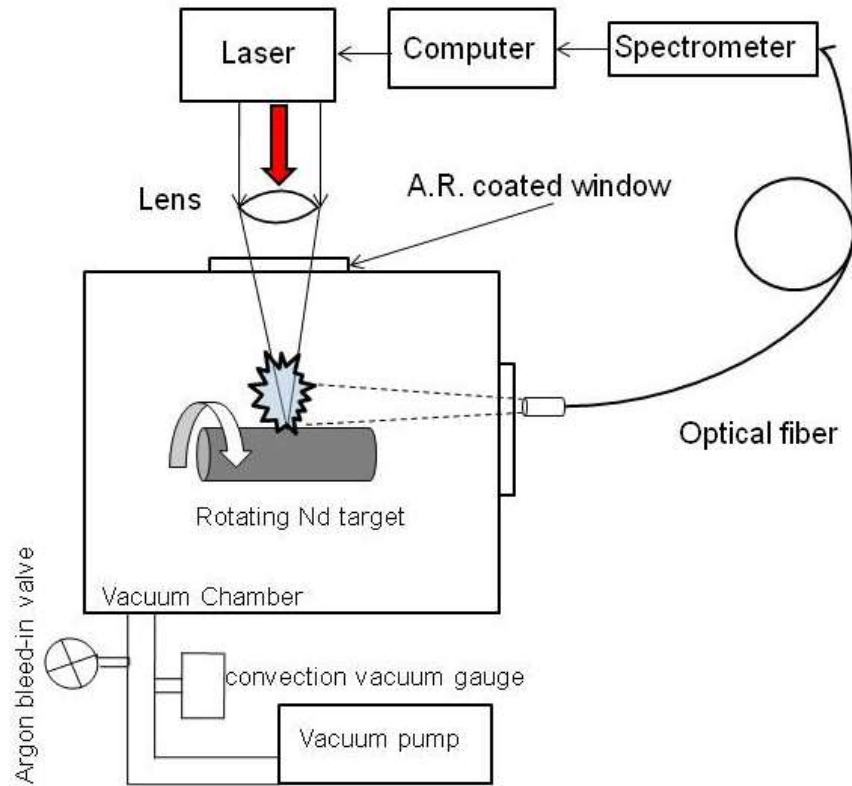 Laser
Computer
Spectrometer
Lens
A.R. coated window
Optical fiber
Rotating Nd target
Vacuum Chamber
Argon bleed-in valve
convection vacuum gauge
Vacuum pump